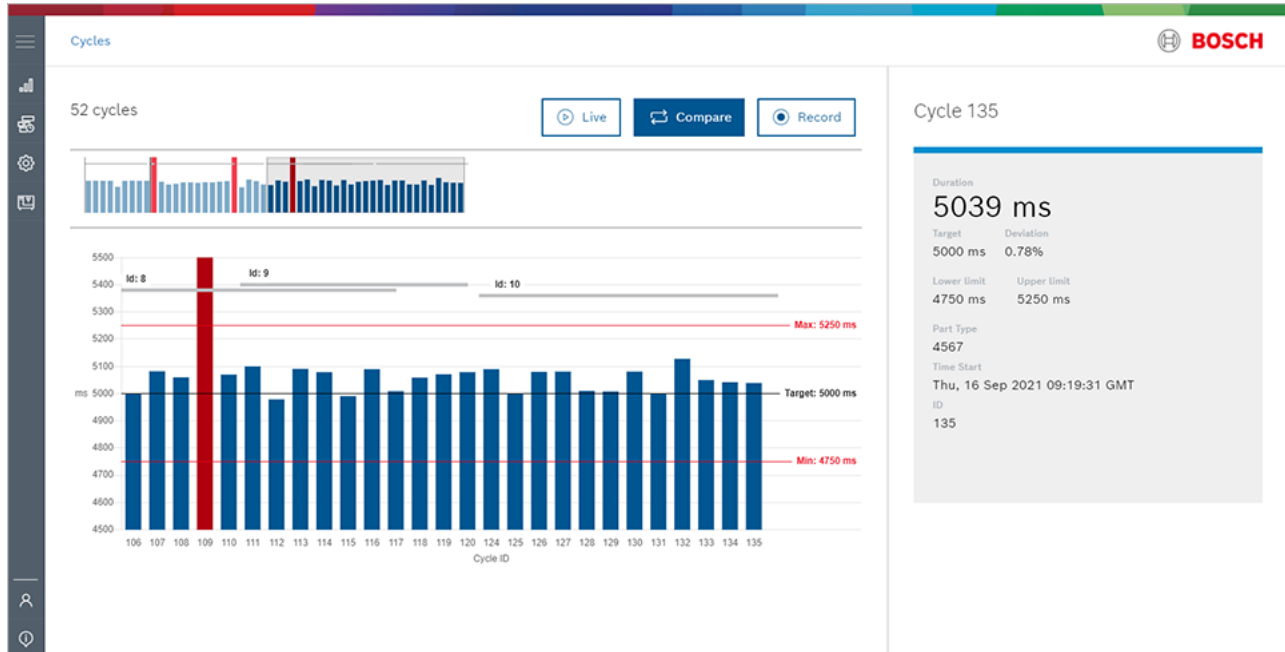 Cycles
BOSCH
52 cycles
Live
Compare
Record
5500
5400
5300
5200
5100
ms 5000
4900
4800
4700
4600
4500
Id: 8
Id: 9
Id: 10
Max: 5250 ms
Target: 5000 ms
Min: 4750 ms
106 107 108 109 110 111 112 113 114 115 116 117 118 119 120 124 125 126 127 128 129 130 131 132 133 134 135
Cycle ID
Cycle 135
Duration
5039 ms
Target Deviation
5000 ms 0.78%
Lower limit Upper limit
4750 ms 5250 ms
Part Type
4567
Time Start
Thu, 16 Sep 2021 09:19:31 GMT
ID
135